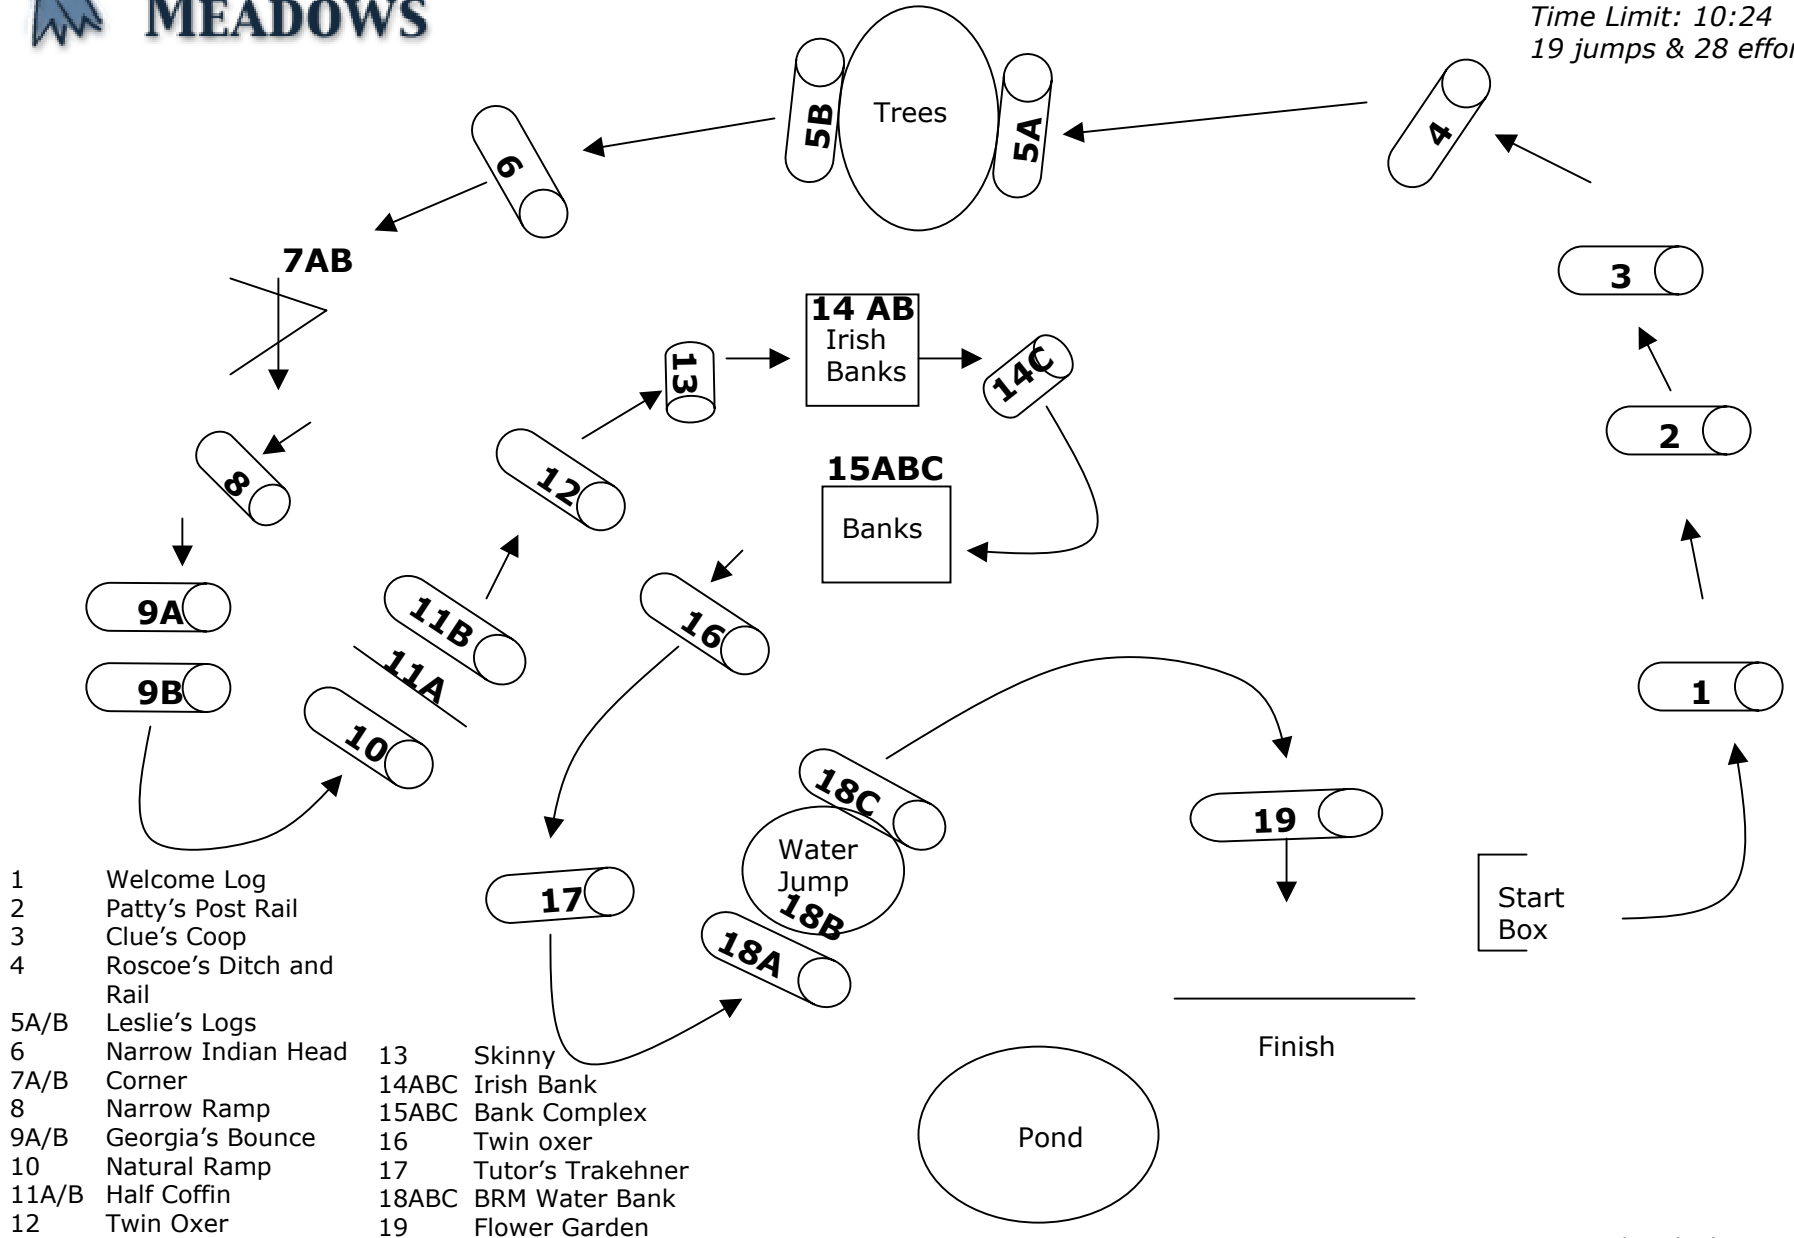 MEADOWS
Time Limit: 10:24
19 jumps & 28
Trees
5B
5A
4
6
7AB
3
14 AB
Irish
Banks
13
14C
2
8
12
15ABC
Banks
9A
11B
16
11A
9B
1
10
18C
19
Water
Jump
18B
17
18A
Start
Box
Finish
Pond
1 Welcome Log
2 Patty’s Post Rail
3 Clue’s Coop
4 Roscoe’s Ditch and
Rail
5A/B Leslie’s Logs
6 Narrow Indian Head
7A/B Corner
8 Narrow Ramp
9A/B Georgia’s Bounce
10 Natural Ramp
11A/B Half Coffin
12 Twin Oxer
13 Skinny
14ABC Irish Bank
15ABC Bank Complex
16 Twin oxer
17 Tutor’s Trakehner
18ABC BRM Water Bank
19 Flower Garden